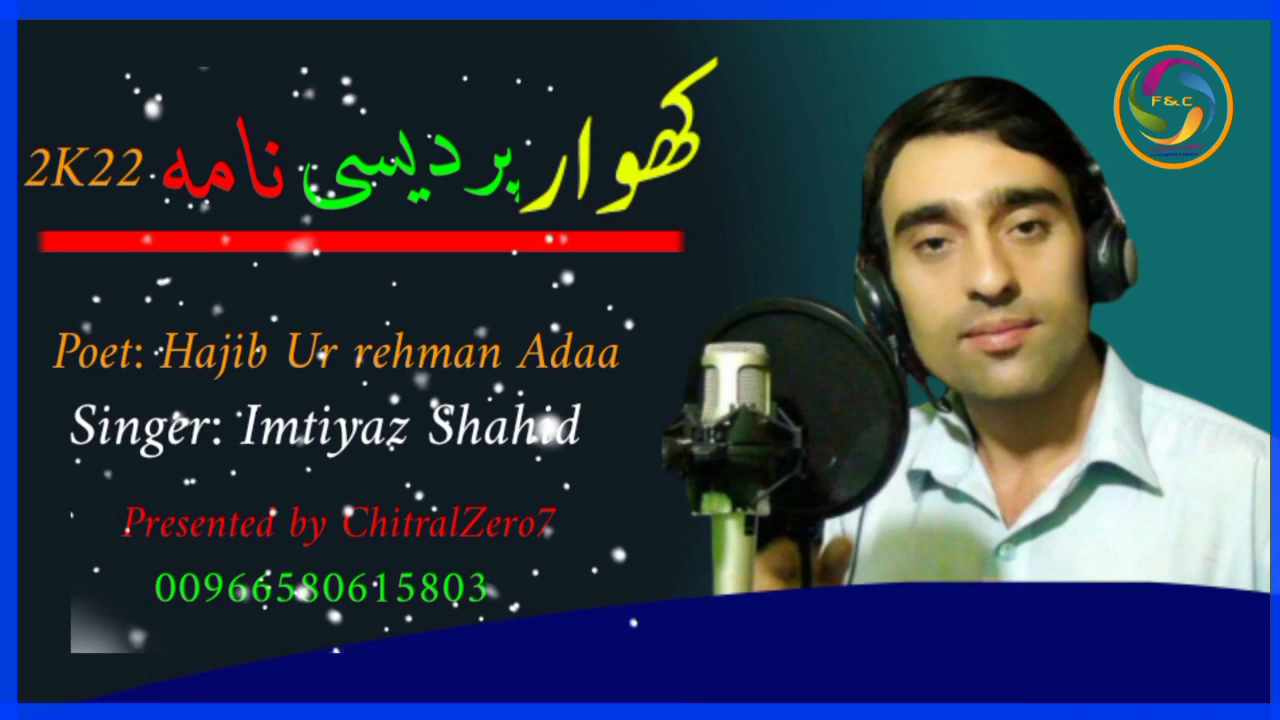 کھوار پردیسی نامہ 2K22
Poet: Hajib Ur rehman Adaa
Singer: Imtiyaz Shahid
Presented by ChitralZero7
00966580615803
F&C